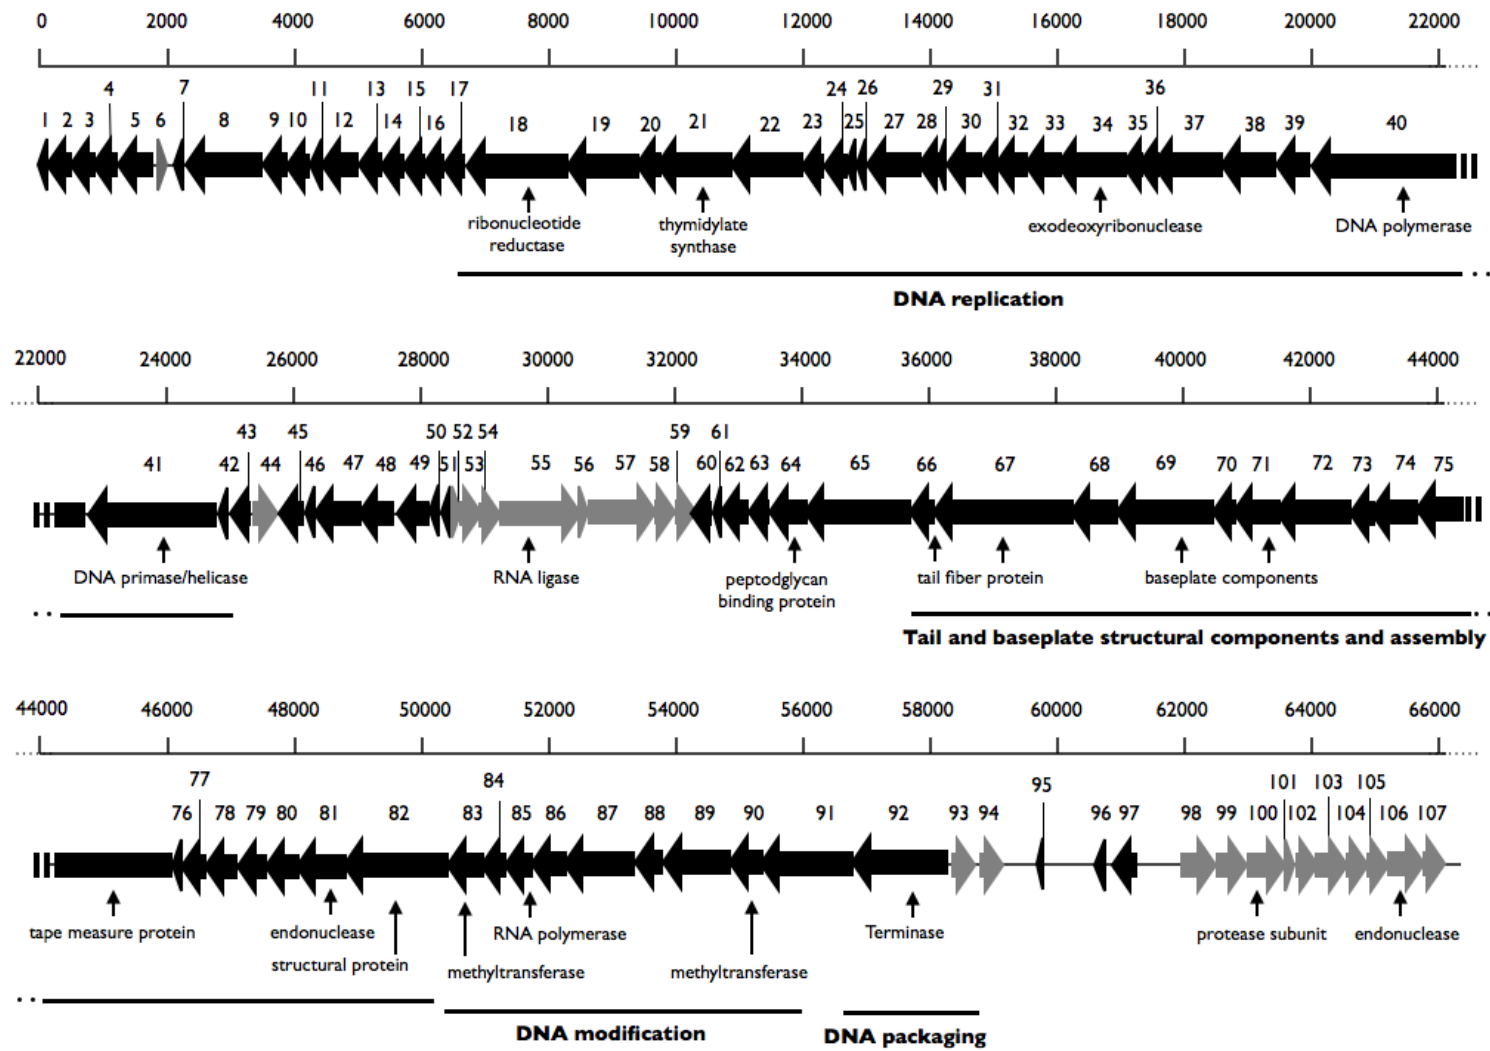 0 2000 4000 6000 8000 10000 12000 14000 16000 18000 20000 22000
4 7 11 13 15 17 24 26 29 31 36
1 2 3 5 6 8 9 10 12 14 16 18 19 20 21 22 23 25 27 28 30 32 33 34 35 37 38 39 40
ribonucleotide reductase
thymidylate synthase
exodeoxyribonuclease
DNA polymerase
DNA replication
22000 24000 26000 28000 30000 32000 34000 36000 38000 40000 42000 44000
43 45 50 52 54 59 61
41 42 44 46 47 48 49 51 53 55 56 57 58 60 62 63 64 65 66 67 68 69 70 71 72 73 74 75
DNA primase/helicase
RNA ligase
peptodglycan binding protein
tail fiber protein
baseplate components
Tail and baseplate structural components and assembly
44000 46000 48000 50000 52000 54000 56000 58000 60000 62000 64000 66000
77 84 95 101 103 105
76 78 79 80 81 82 83 85 86 87 88 89 90 91 92 93 94 96 97 98 99 100 102 104 106 107
tape measure protein
endonuclease
structural protein
methyltransferase
RNA polymerase
methyltransferase
Terminase
protease subunit
endonuclease
DNA modification
DNA packaging